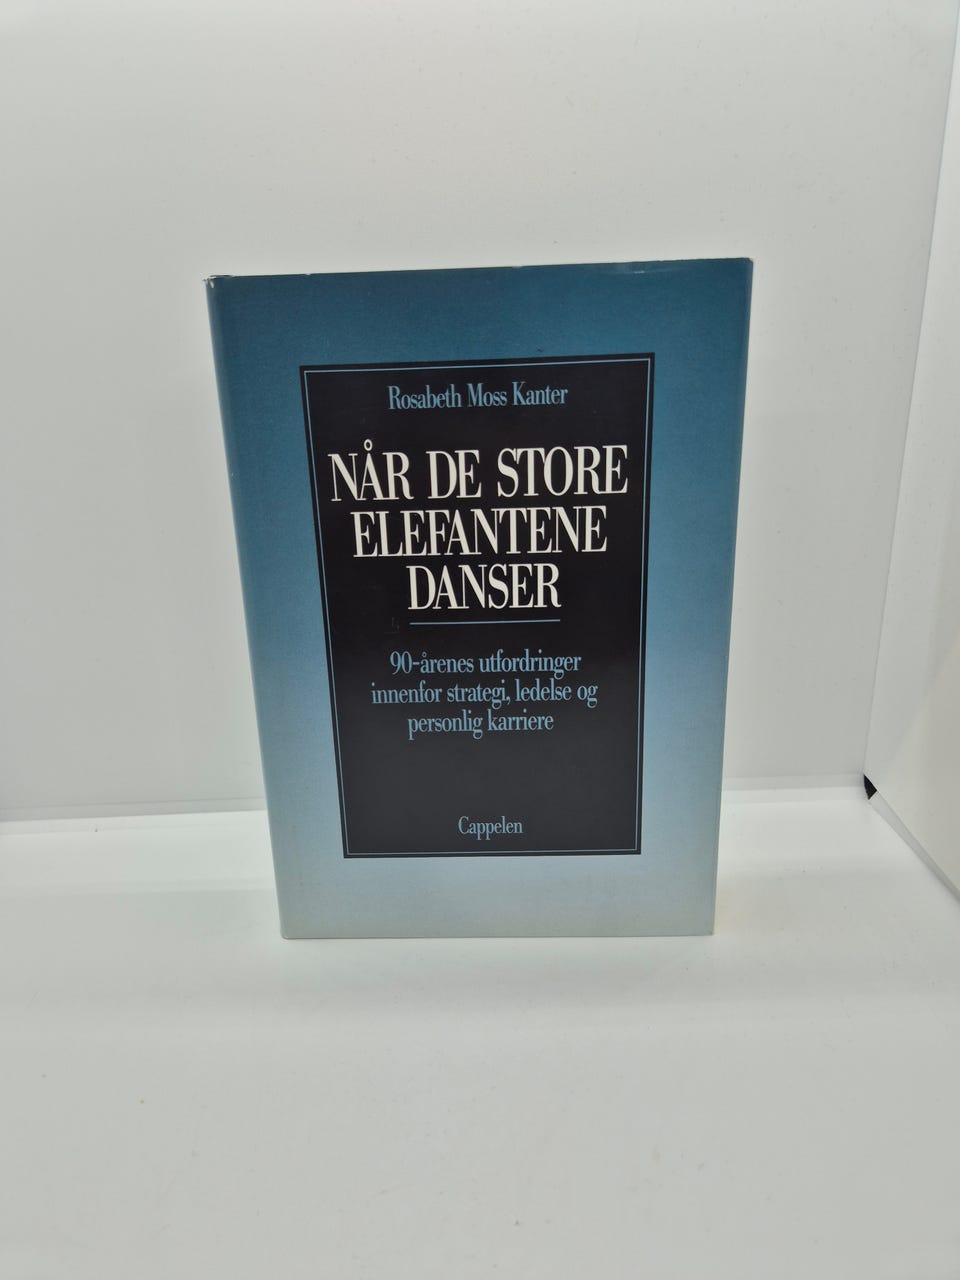 Rosabeth Moss Kanter
NÅR DE STORE
ELEFANTENE
DANSER
90-årenes utfordringer
innenfor strategi, ledelse og
personlig karriere
Cappelen